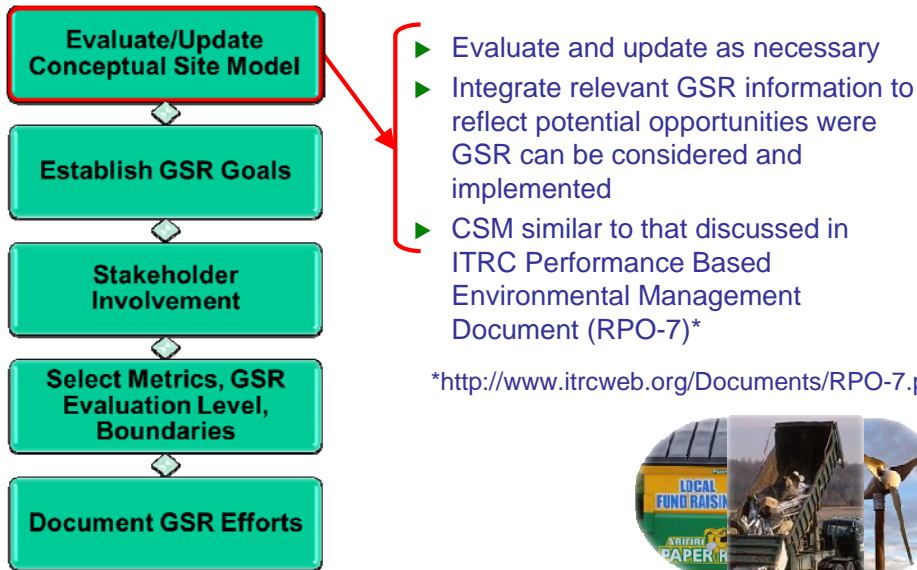 Evaluate/Update
Conceptual Site Model
Establish GSR Goals
Stakeholder
Involvement
Select Metrics, GSR
Evaluation Level,
Boundaries
Document GSR Efforts
Evaluate and update as necessary
Integrate relevant GSR information to
reflect potential opportunities were
GSR can be considered and
implemented
CSM similar to that discussed in
ITRC Performance Based
Environmental Management
Document (RPO-7)*
*http://www.itrcweb.org/Documents/RPO-7.p
LOCAL
FUND RAISIN
PAPER R